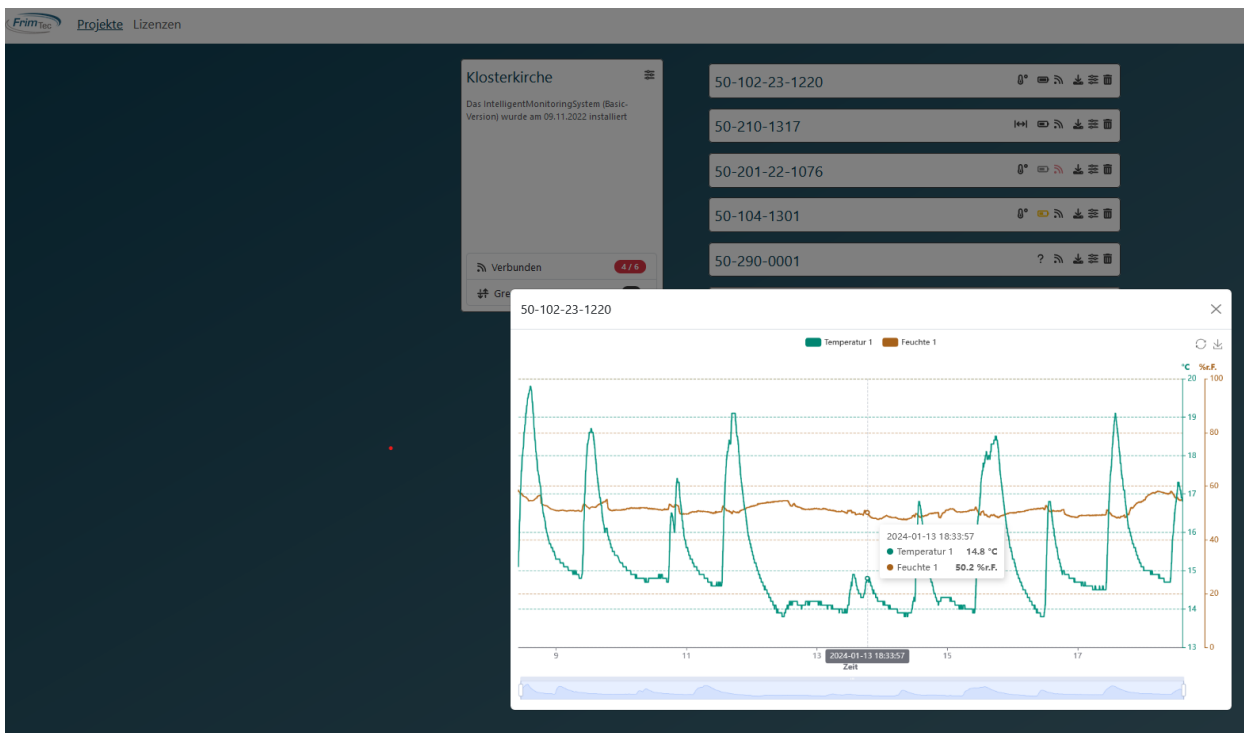 FrimTec Projekte Lizenzen
Klosterkirche
Das IntelligentMonitoringSystem (Basic-
Version) wurde am 09.11.2022 installiert
Verbunden 4 / 6
Gre
50-102-23-1220
50-210-1317
50-201-22-1076
50-104-1301
50-290-0001 ?
50-102-23-1220
Temperatur 1 Feuchte 1
°C %r.F.
20 100
19
80
18
17
60
16
40
15
20
14
13 0
2024-01-13 18:33:57
Temperatur 1 14.8 °C
Feuchte 1 50.2 %r.F.
9 11 13 2024-01-13 18:33:57 15 17
Zeit